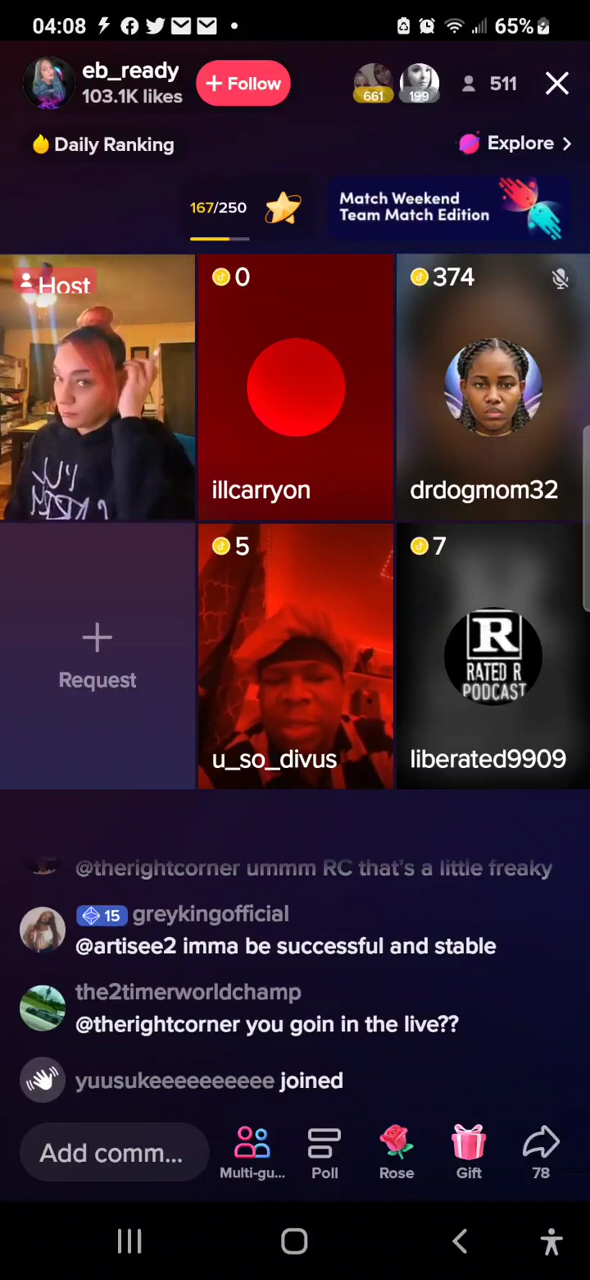 04:08
65%
eb_ready
103.1K likes
+ Follow
661
199
511
Daily Ranking
Explore >
167/250
Match Weekend
Team Match Edition
Host
0
374
illcarryon
drdogmom32
Request
5
7
R
RATED R
PODCAST
u_so_divus
liberated9909
@therightcorner ummm RC that's a little freaky
15 greykingofficial
@artisee2 imma be successful and stable
the2timerworldchamp
@therightcorner you goin in the live??
yuusukeeeeeeeeee joined
Add comm...
Multi-gu...
Poll
Rose
Gift
78